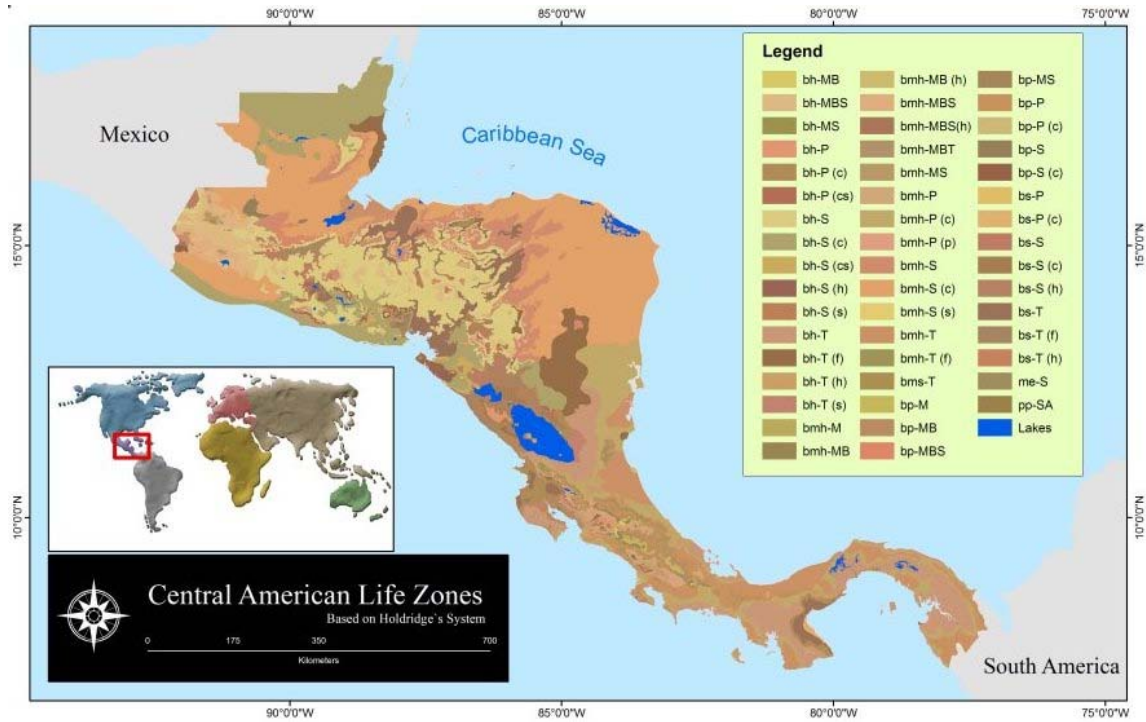 90°0'0"W
85°0'0"W
80°0'0"W
75°0'0"W
15°0'0"N
10°0'0"N
Mexico
Caribbean Sea
Legend
bh-MB
bh-MBS
bh-MS
bh-P
bh-P (c)
bh-P (cs)
bh-S
bh-S (c)
bh-S (cs)
bh-S (h)
bh-S (s)
bh-T
bh-T (f)
bh-T (h)
bh-T (s)
bmh-M
bmh-MB
bmh-MB (h)
bmh-MBS
bmh-MBS(h)
bmh-MBT
bmh-MS
bmh-P
bmh-P (c)
bmh-P (p)
bmh-S
bmh-S (c)
bmh-S (s)
bmh-T
bmh-T (f)
bms-T
bp-M
bp-MB
bp-MBS
bp-MS
bp-P
bp-P (c)
bp-S
bp-S (c)
bs-P
bs-P (c)
bs-S
bs-S (c)
bs-S (h)
bs-T
bs-T (f)
bs-T (h)
me-S
pp-SA
Lakes
15°0'0"N
10°0'0"N
Central American Life Zones
Based on Holdridge`s System
0 175 350 700
Kilometers
South America
90°0'0"W
85°0'0"W
80°0'0"W
75°0'0"W